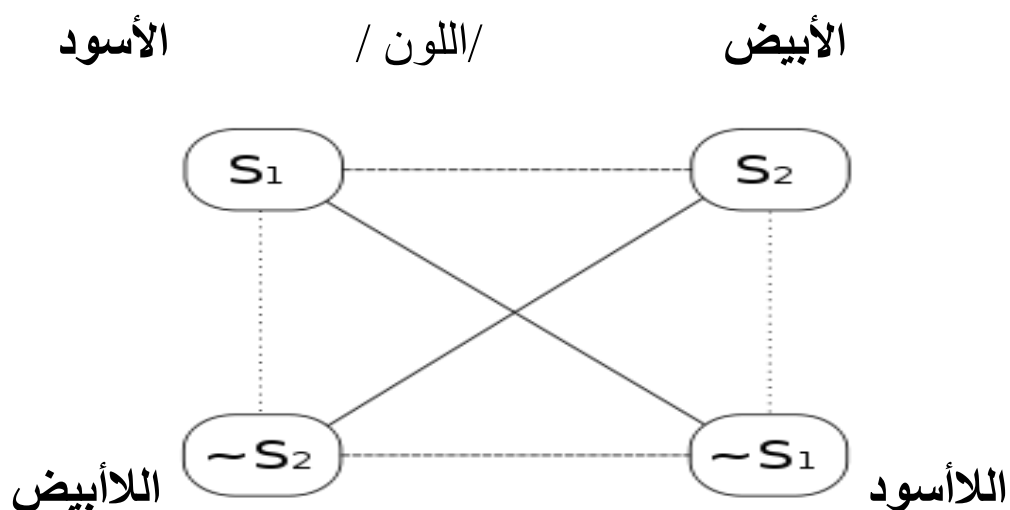 الأبيض /اللون / الأسود
S₁ S₂
~S₂ ~S₁
اللاأسود اللاأبيض